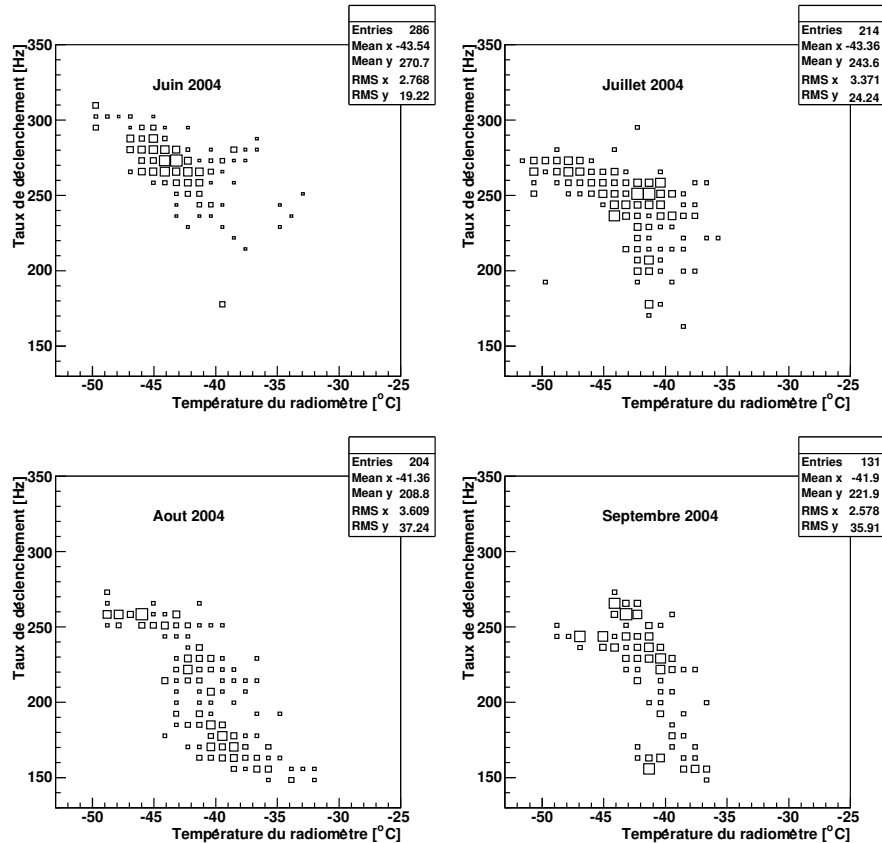 Entries 286
Mean x -43.54
Mean y 270.7
RMS x 2.768
RMS y 19.22
Juin 2004
Taux de déclenchement [Hz]
350
300
250
200
150
-50 -45 -40 -35 -30 -25
Température du radiomètre [°C]
Entries 214
Mean x -43.36
Mean y 243.6
RMS x 3.371
RMS y 24.24
Juillet 2004
Taux de déclenchement [Hz]
350
300
250
200
150
-50 -45 -40 -35 -30 -25
Température du radiomètre [°C]
Entries 204
Mean x -41.36
Mean y 208.8
RMS x 3.609
RMS y 37.24
Aout 2004
Taux de déclenchement [Hz]
350
300
250
200
150
-50 -45 -40 -35 -30 -25
Température du radiomètre [°C]
Entries 131
Mean x -41.9
Mean y 221.9
RMS x 2.578
RMS y 35.91
Septembre 2004
Taux de déclenchement [Hz]
350
300
250
200
150
-50 -45 -40 -35 -30 -25
Température du radiomètre [°C]